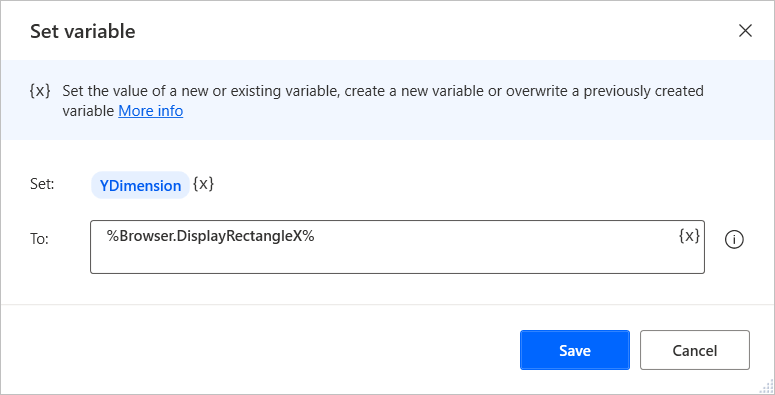 Set variable
{x} Set the value of a new or existing variable, create a new variable or overwrite a previously created
variable More info
Set: YDimension {x}
To: %Browser.DisplayRectangleX% {x}
Save Cancel